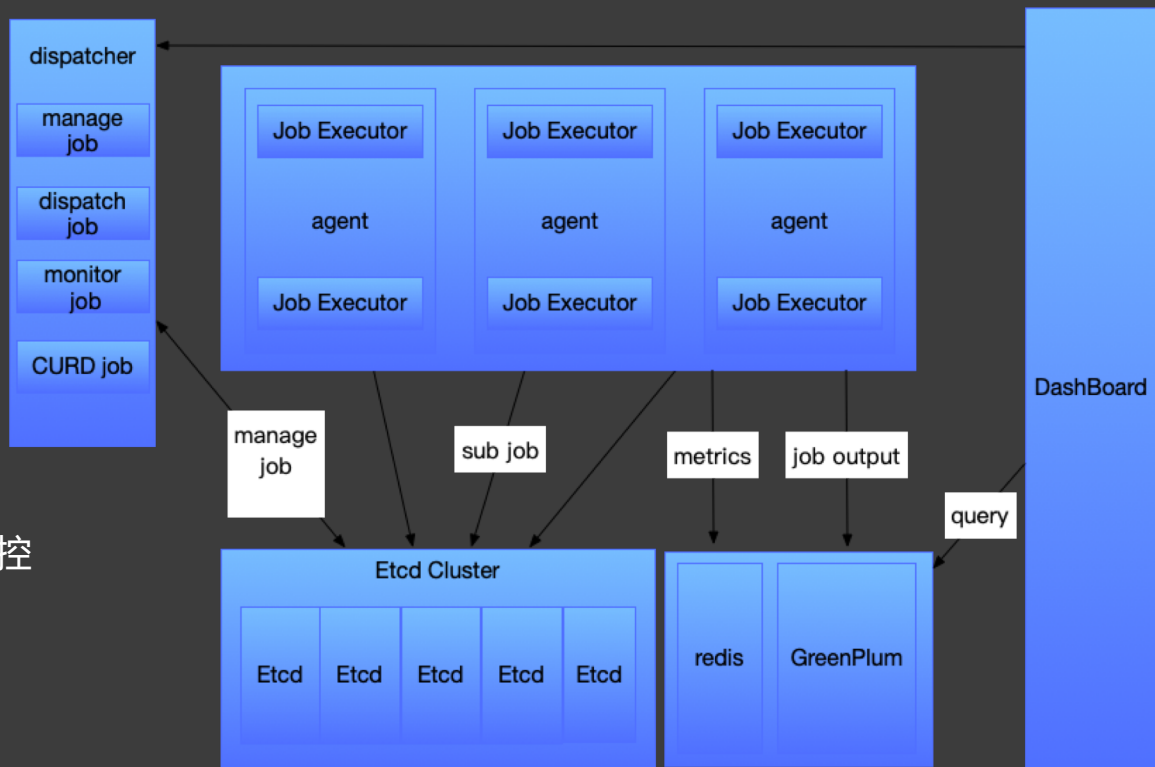 dispatcher
manage
job
dispatch
job
monitor
job
CURD job
Job Executor
Job Executor
Job Executor
agent
agent
agent
Job Executor
Job Executor
Job Executor
DashBoard
manage
job
sub job
metrics
job output
query
控
Etcd Cluster
Etcd
Etcd
Etcd
Etcd
Etcd
redis
GreenPlum